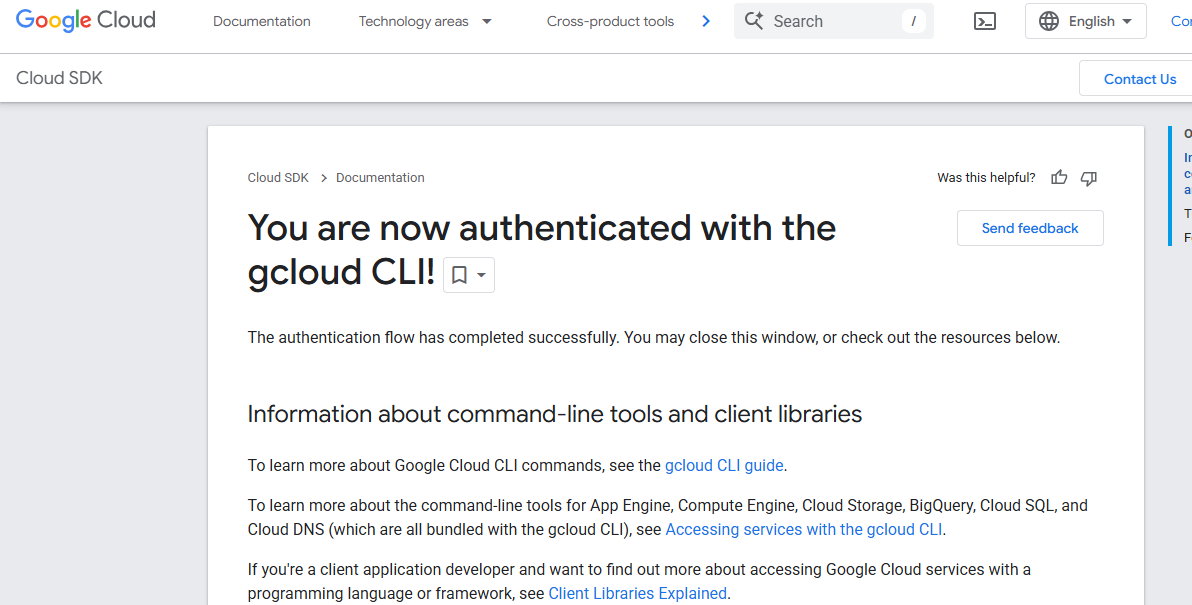 Google Cloud Documentation Technology areas Cross-product tools Search / English
Cloud SDK Contact Us
Cloud SDK Documentation Was this helpful?
You are now authenticated with the
gcloud CLI!
Send feedback
The authentication flow has completed successfully. You may close this window, or check out the resources below.
Information about command-line tools and client libraries
To learn more about Google Cloud CLI commands, see the gcloud CLI guide.
To learn more about the command-line tools for App Engine, Compute Engine, Cloud Storage, BigQuery, Cloud SQL, and
Cloud DNS (which are all bundled with the gcloud CLI), see Accessing services with the gcloud CLI.
If you're a client application developer and want to find out more about accessing Google Cloud services with a
programming language or framework, see Client Libraries Explained.